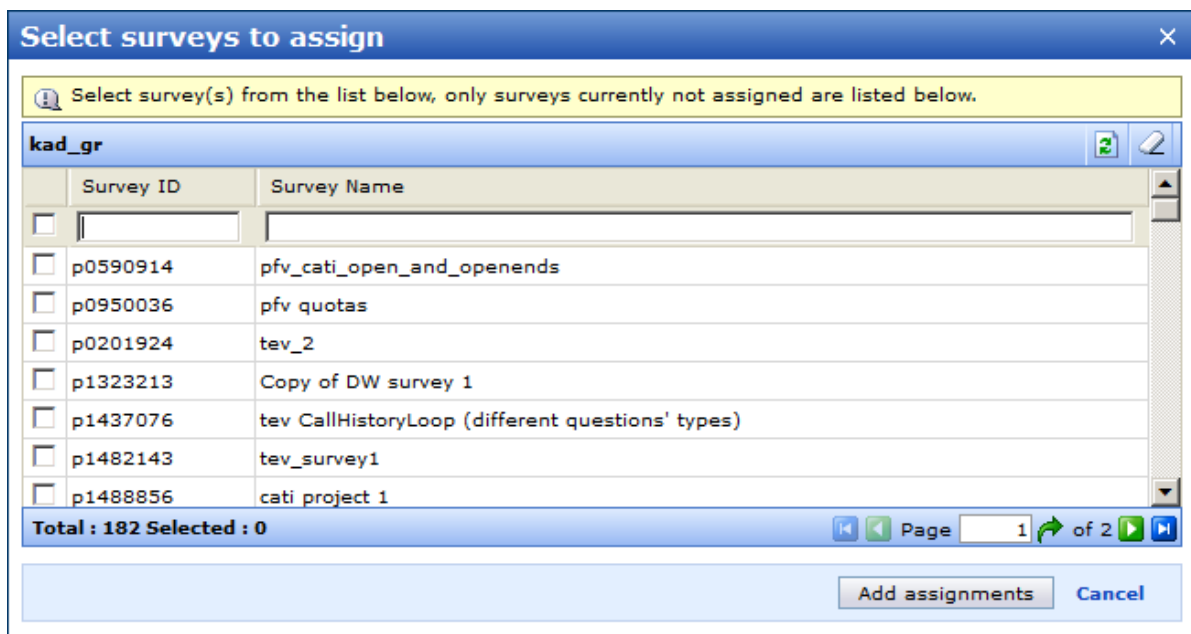 Select surveys to assign
Select survey(s) from the list below, only surveys currently not assigned are listed below.
kad_gr
Survey ID Survey Name
p0590914 pfv_cati_open_and_openends
p0950036 pfv quotas
p0201924 tev_2
p1323213 Copy of DW survey 1
p1437076 tev CallHistoryLoop (different questions' types)
p1482143 tev_survey1
p1488856 cati project 1
Total : 182 Selected : 0 Page 1 of 2
Add assignments Cancel